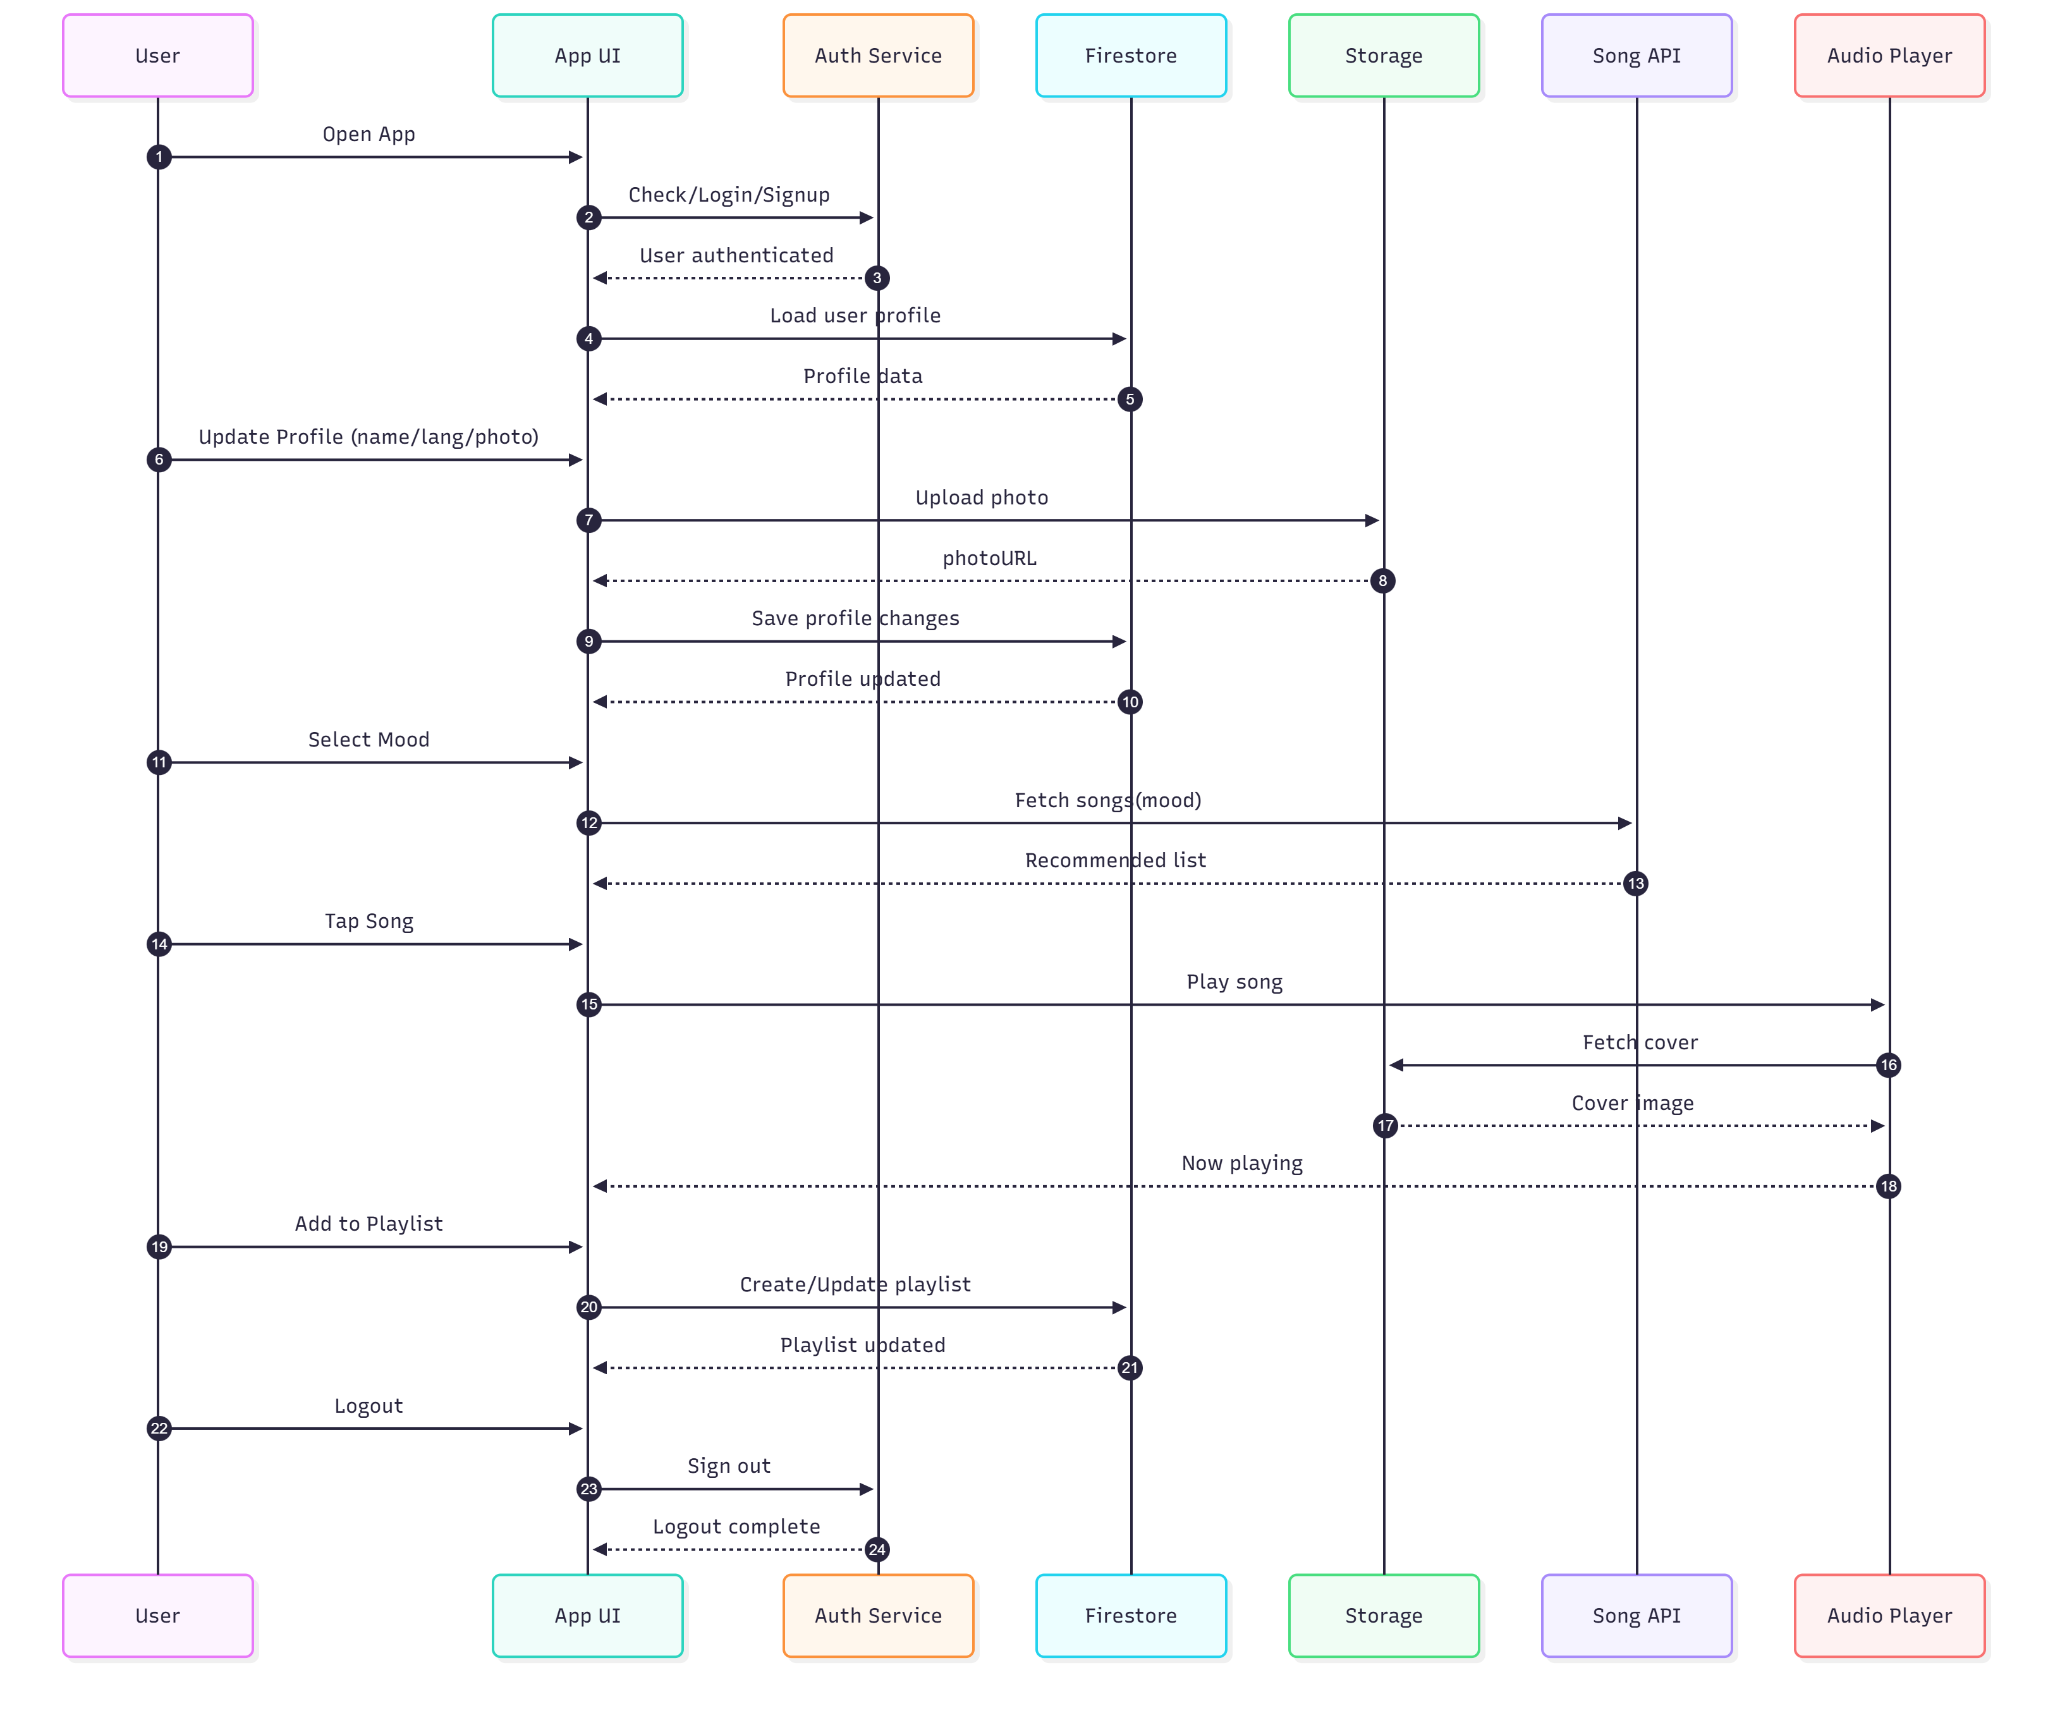 User
App UI
Auth Service
Firestore
Storage
Song API
Audio Player
Open App
1
Check/Login/Signup
2
User authenticated
3
Load user profile
4
Profile data
5
Update Profile (name/lang/photo)
6
Upload photo
7
photoURL
8
Save profile changes
9
Profile updated
10
Select Mood
11
Fetch songs(mood)
12
Recommended list
13
Tap Song
14
Play song
15
Fetch cover
16
Cover image
17
Now playing
18
Add to Playlist
19
Create/Update playlist
20
Playlist updated
21
Logout
22
Sign out
23
Logout complete
24
User
App UI
Auth Service
Firestore
Storage
Song API
Audio Player